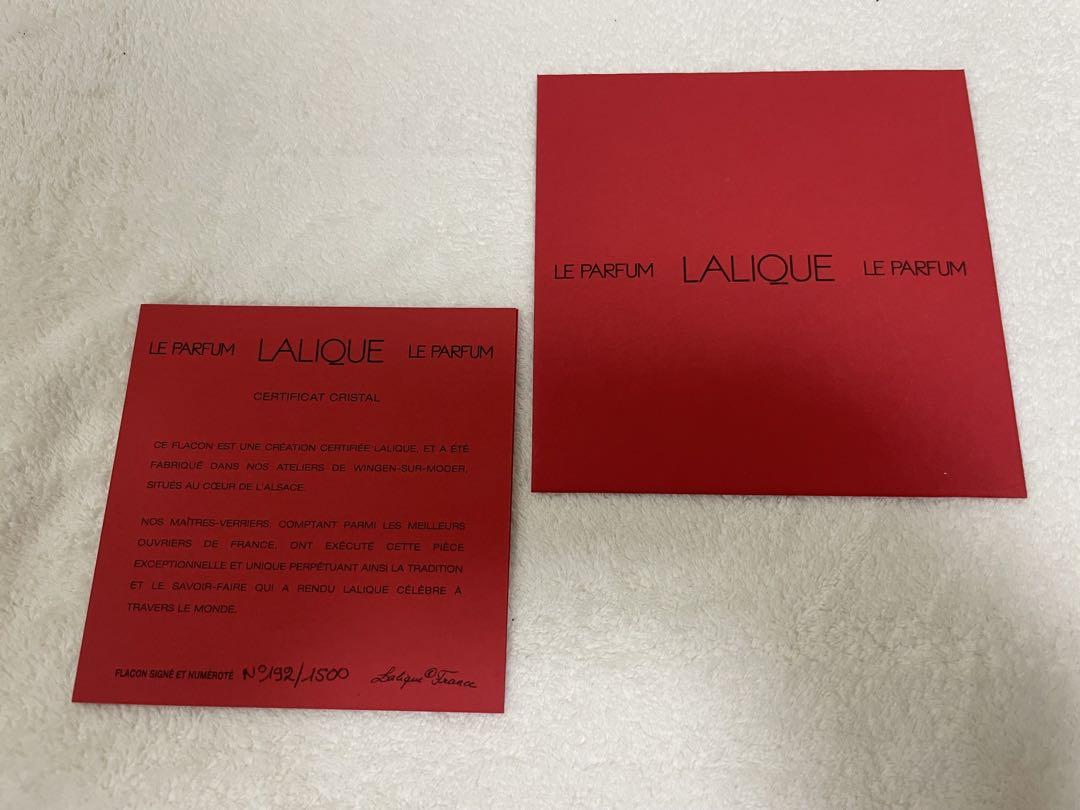 LE PARFUM LALIQUE LE PARFUM
LE PARFUM LALIQUE LE PARFUM
CERTIFICAT CRISTAL
CE FLACON EST UNE CRÉATION CERTIFIÉE LALIQUE, ET A ÉTÉ
FABRIQUÉ DANS NOS ATELIERS DE WINGEN-SUR-MODER,
SITUÉS AU CŒUR DE L'ALSACE.
NOS MAÎTRES-VERRIERS, COMPTANT PARMI LES MEILLEURS
OUVRIERS DE FRANCE, ONT EXÉCUTÉ CETTE PIÈCE
EXCEPTIONNELLE ET UNIQUE PERPÉTUANT AINSI LA TRADITION
ET LE SAVOIR-FAIRE QUI A RENDU LALIQUE CÉLÈBRE À
TRAVERS LE MONDE.
FLACON SIGNÉ ET NUMÉROTÉ N° 192/1500 Lalique © France